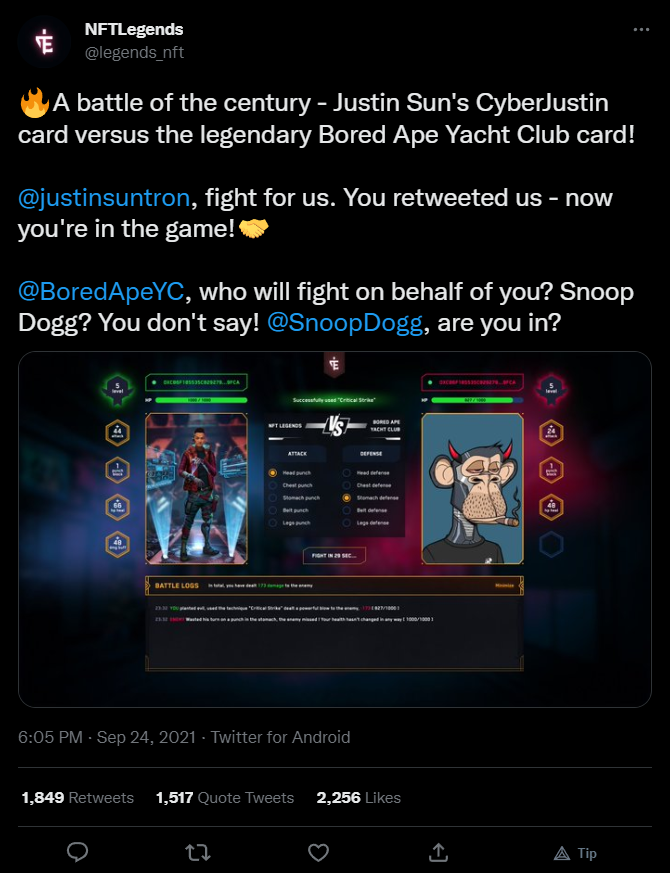 NFTLegends
@legends_nft
🔥A battle of the century - Justin Sun's CyberJustin
card versus the legendary Bored Ape Yacht Club card!
@justinsuntron, fight for us. You retweeted us - now
you're in the game!🤝
@BoredApeYC, who will fight on behalf of you? Snoop
Dogg? You don't say! @SnoopDogg, are you in?
5
level
HP
1000 / 1000
Successfully used "Critical Strike"
HP
827 / 1000
5
level
44
attack
NFT LEGENDS
VS
BORED APE
YACHT CLUB
24
attack
ATTACK
DEFENSE
1
punch
block
Head punch
Head defense
1
punch
block
Chest punch
Chest defense
Stomach punch
Stomach defense
66
Belt punch
Belt defense
48
Legs punch
Legs defense
48
FIGHT IN 29 SEC...
BATTLE LOGS
In total, you have dealt 173 damage to the enemy
Minimize
23:32 YOU planted evil, used the technique "Critical Strike" dealt a powerful blow to the enemy, -173 [ 827/1000 ]
23:32 ENEMY Wasted his turn on a punch in the stomach, the enemy missed ! Your health hasn't changed in any way [ 1000/1000 ]
6:05 PM · Sep 24, 2021 · Twitter for Android
1,849 Retweets 1,517 Quote Tweets 2,256 Likes
Tip